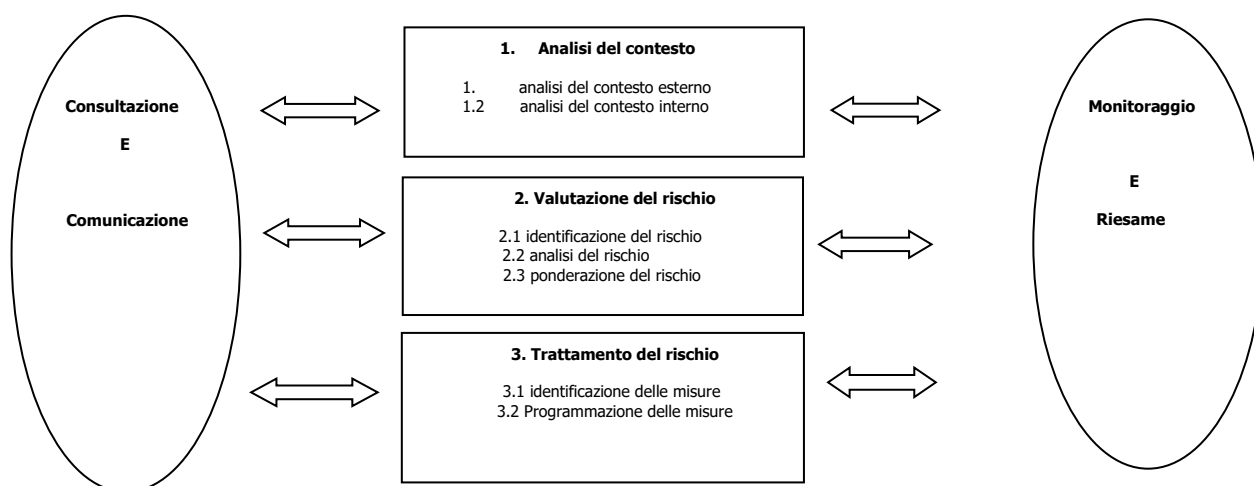 Consultazione
E
Comunicazione
1. Analisi del contesto
1. analisi del contesto esterno
1.2 analisi del contesto interno
2. Valutazione del rischio
2.1 identificazione del rischio
2.2 analisi del rischio
2.3 ponderazione del rischio
3. Trattamento del rischio
3.1 identificazione delle misure
3.2 Programmazione delle misure
Monitoraggio
E
Riesame